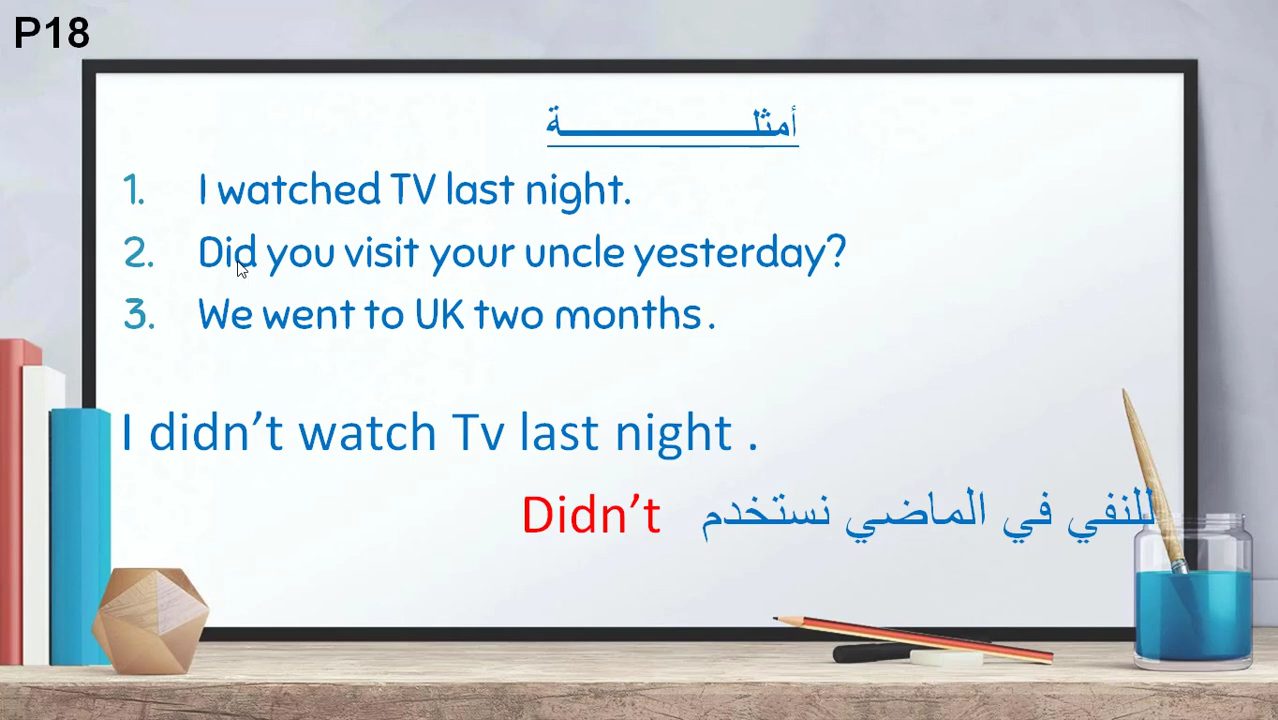 P18
أمثلـــــــــــــــــــــــــة
1. I watched TV last night.
2. Did you visit your uncle yesterday?
3. We went to UK two months .
I didn’t watch Tv last night .
للنفي في الماضي نستخدم Didn’t